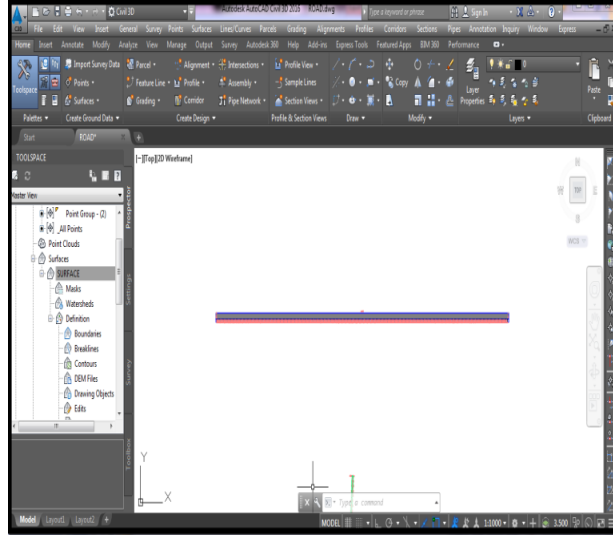 Civil 3D
Autodesk AutoCAD Civil 3D 2016 ROAD.dwg
Type a keyword or phrase
Sign In
File Edit View Insert General Survey Points Surfaces Lines/Curves Parcels Grading Alignments Profiles Corridors Sections Pipes Annotation Inquiry Window Express
Home Insert Annotate Modify Analyze View Manage Output Survey Autodesk 360 Help Add-ins Express Tools Featured Apps BIM 360 Performance
Toolspace
Import Survey Data Parcel Alignment Intersections Profile View
Points Feature Line Profile Assembly Sample Lines Copy
Surfaces Grading Corridor Pipe Network Section Views
Layer Properties
Paste
Palettes Create Ground Data Create Design Profile & Section Views Draw Modify Layers Clipboard
Start ROAD*
TOOLSPACE
[-][Top][2D Wireframe]
Master View
Point Group - (2)
_All Points
Point Clouds
Surfaces
SURFACE
Masks
Watersheds
Definition
Boundaries
Breaklines
Contours
DEM Files
Drawing Objects
Edits
Prospector
Settings
Survey
Toolbox
TOP
WCS
Y
X
Type a command
Model Layout1 Layout2 +
MODEL 1:1000 3.500